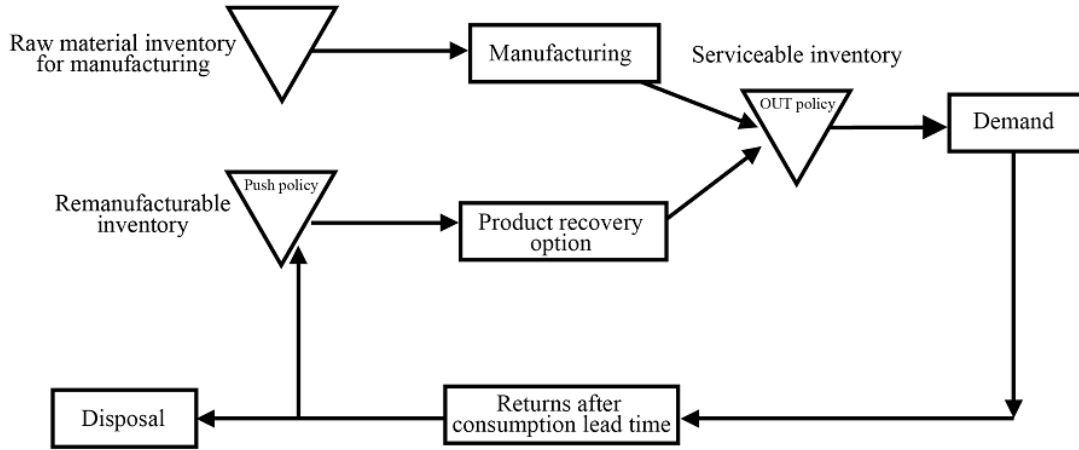 Raw material inventory
for manufacturing
Manufacturing
Serviceable inventory
OUT policy
Demand
Push policy
Remanufacturable
inventory
Product recovery
option
Disposal
Returns after
consumption lead time